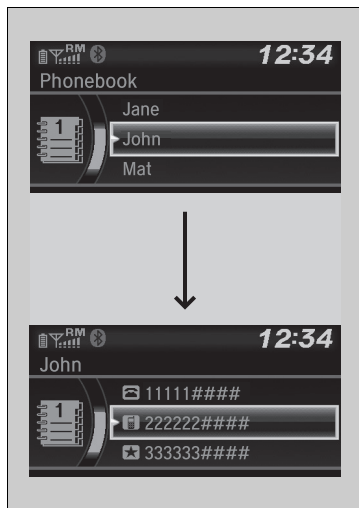 RM 12:34
Phonebook
Jane
1
John
Mat
RM 12:34
John
11111####
1
222222####
333333####